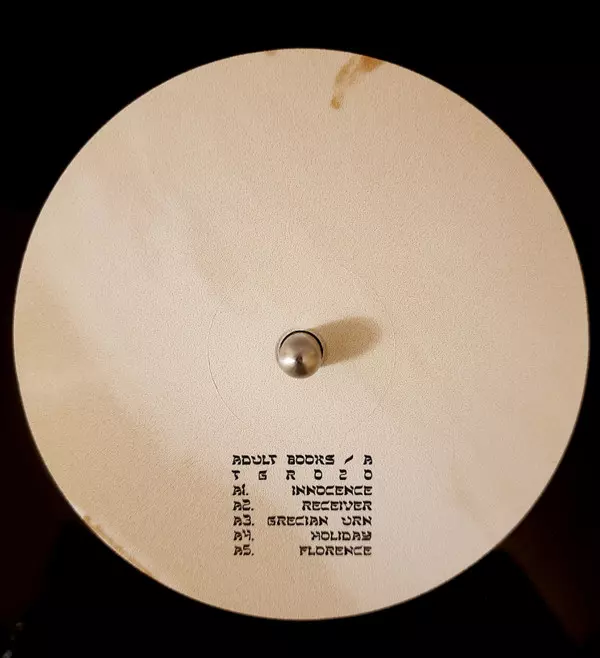 ADULT BOOKS / A
T G R 0 2 0
A1. INNOCENCE
A2. RECEIVER
A3. GRECIAN URN
A4. HOLIDAY
A5. FLORENCE